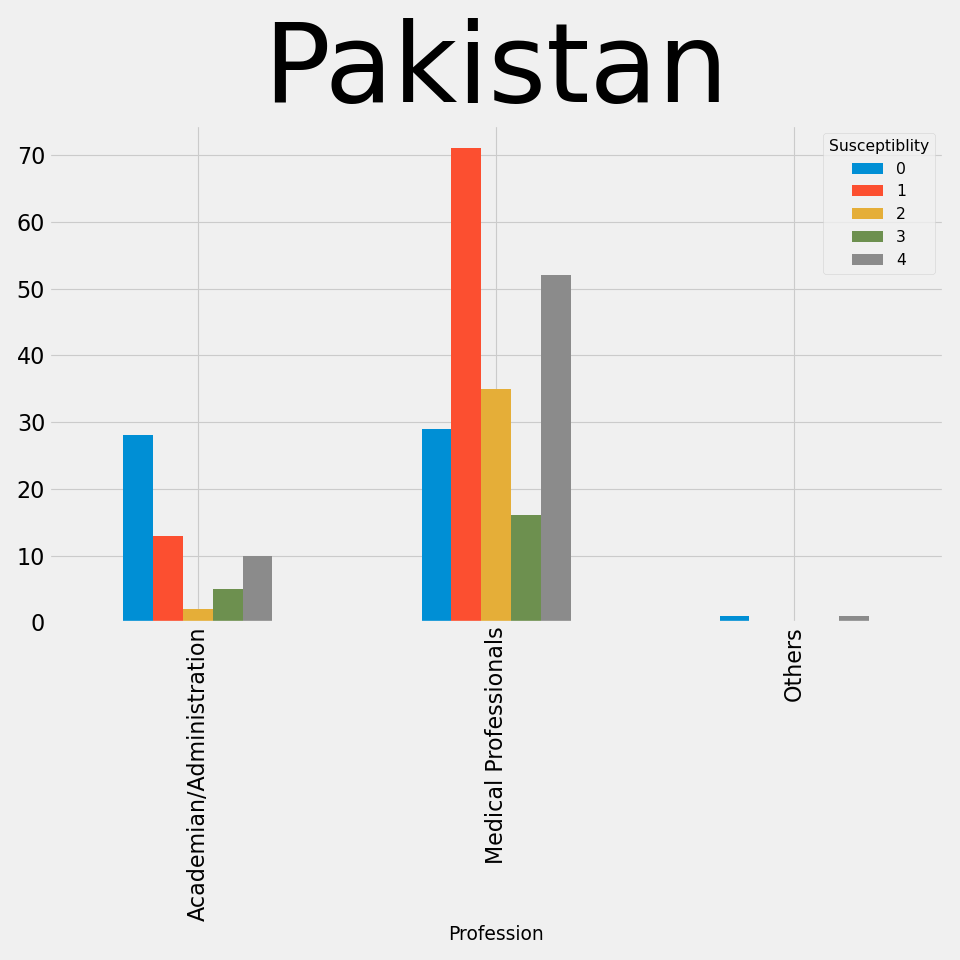 Pakistan
Susceptiblity
0
1
2
3
4
70
60
50
40
30
20
10
0
Academian/Administration
Medical Professionals
Others
Profession